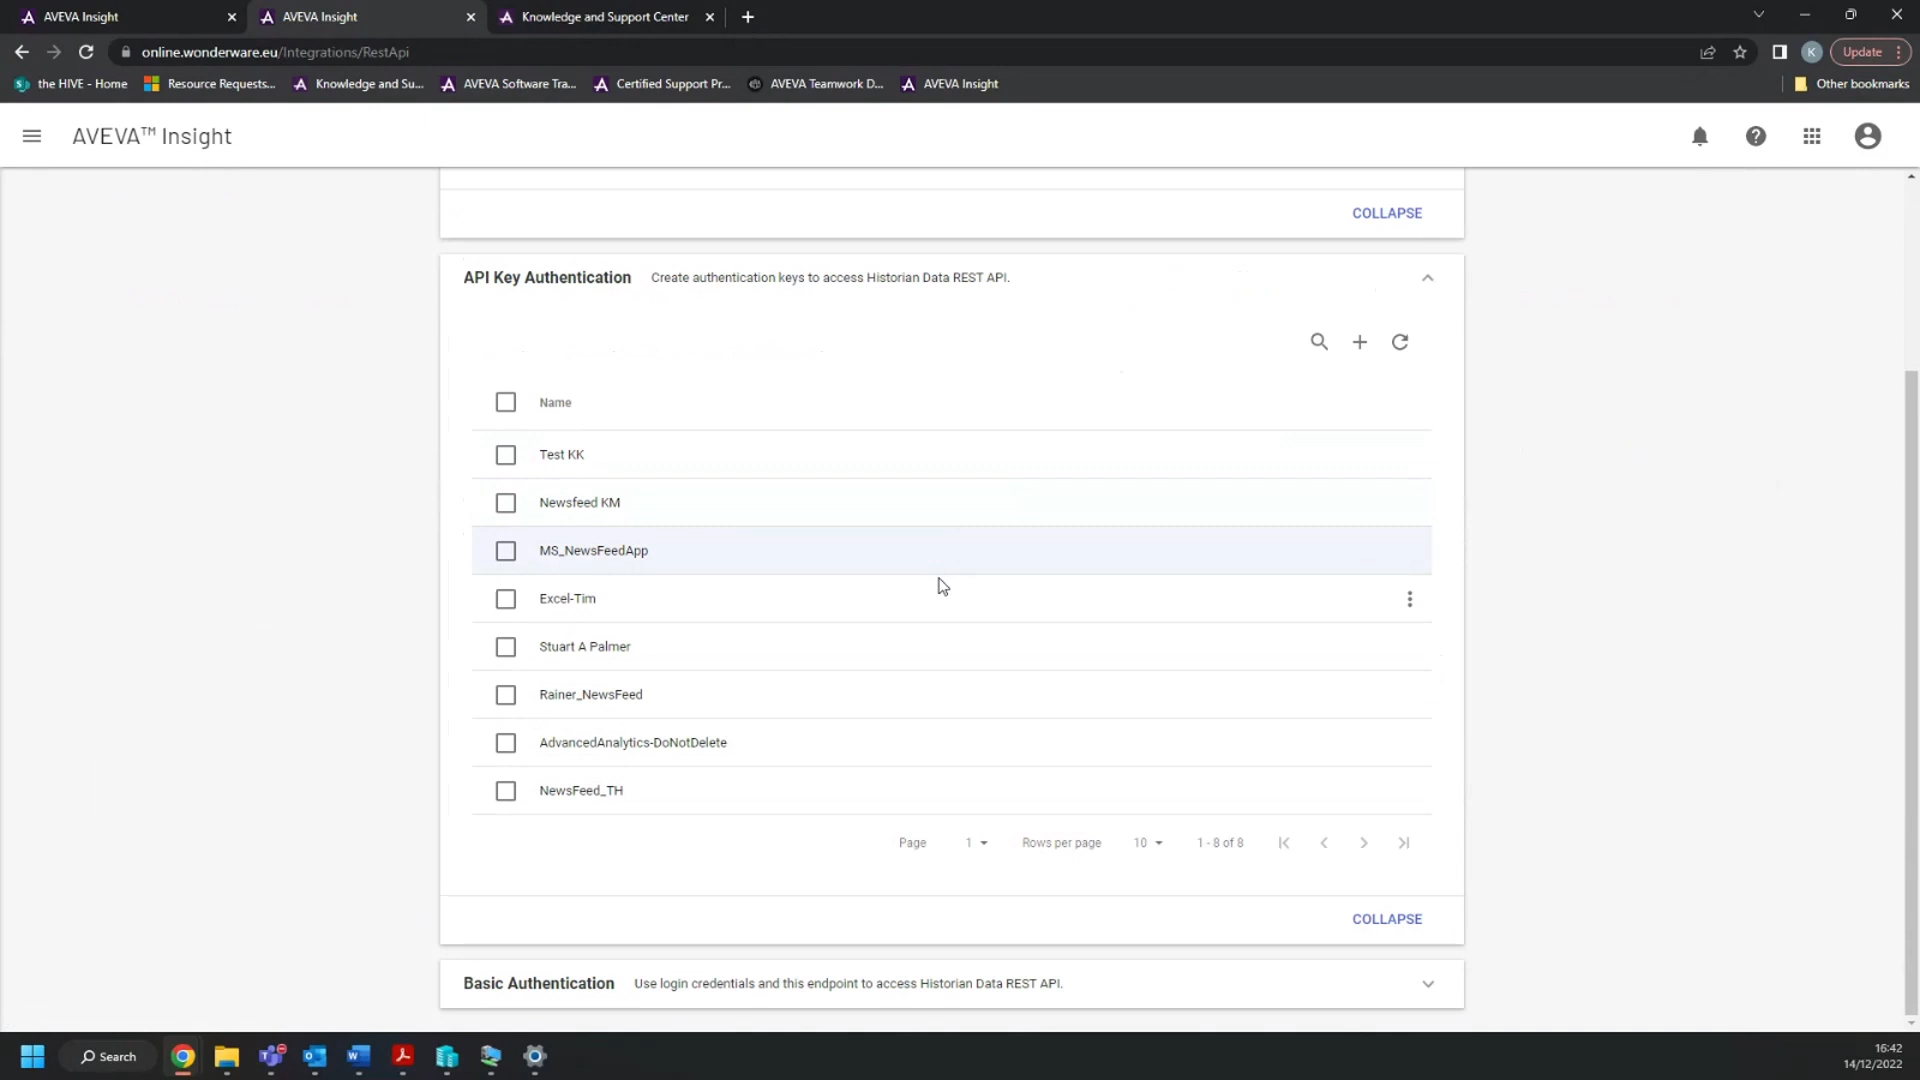 AVEVA Insight
AVEVA Insight
Knowledge and Support Center
online.wonderware.eu/Integrations/RestApi
K
Update
the HIVE - Home
Resource Requests...
Knowledge and Su...
AVEVA Software Tra...
Certified Support Pr...
AVEVA Teamwork D...
AVEVA Insight
Other bookmarks
AVEVA™ Insight
COLLAPSE
API Key Authentication Create authentication keys to access Historian Data REST API.
Name
Test KK
Newsfeed KM
MS_NewsFeedApp
Excel-Tim
Stuart A Palmer
Rainer_NewsFeed
AdvancedAnalytics-DoNotDelete
NewsFeed_TH
Page 1 Rows per page 10 1 - 8 of 8
COLLAPSE
Basic Authentication Use login credentials and this endpoint to access Historian Data REST API.
Search
16:42
14/12/2022